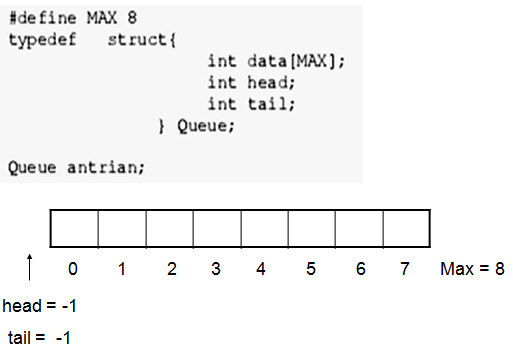 #define MAX 8
typedef struct{
int data[MAX];
int head;
int tail;
} Queue;
Queue antrian;
0 1 2 3 4 5 6 7 Max = 8
head = -1
tail = -1